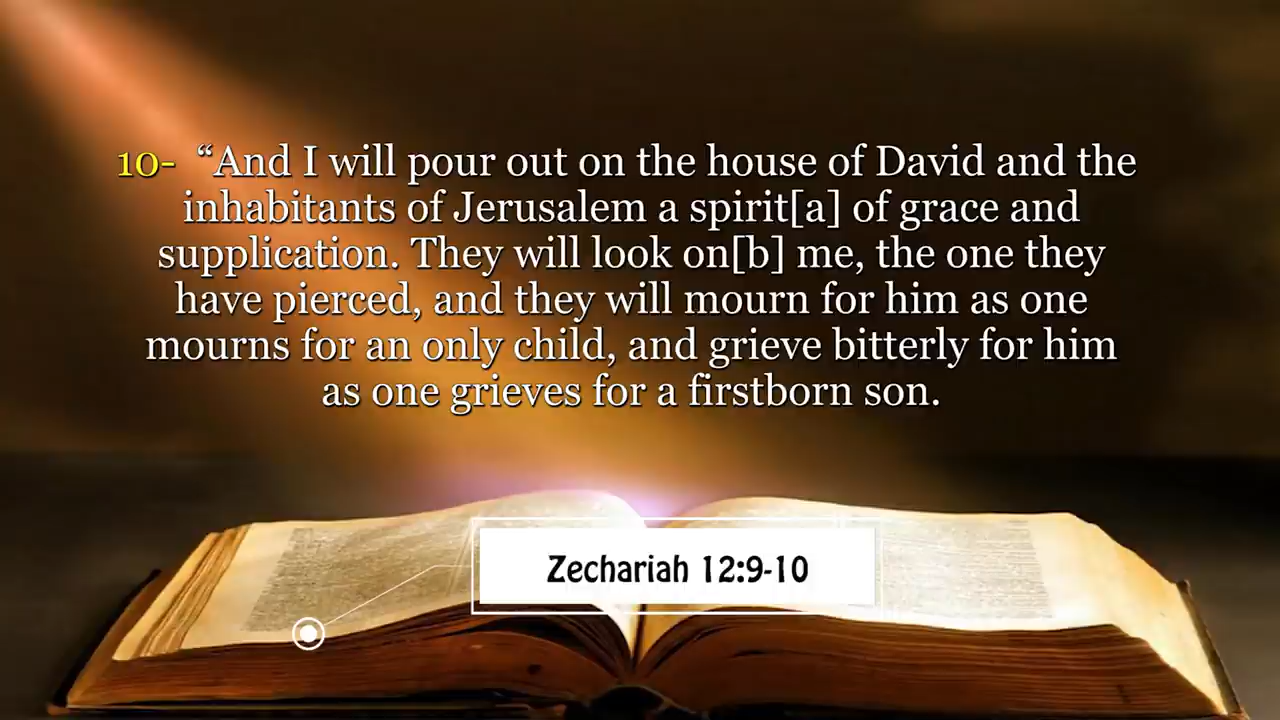 10- “And I will pour out on the house of David and the
inhabitants of Jerusalem a spirit[a] of grace and
supplication. They will look on[b] me, the one they
have pierced, and they will mourn for him as one
mourns for an only child, and grieve bitterly for him
as one grieves for a firstborn son.
Zechariah 12:9-10